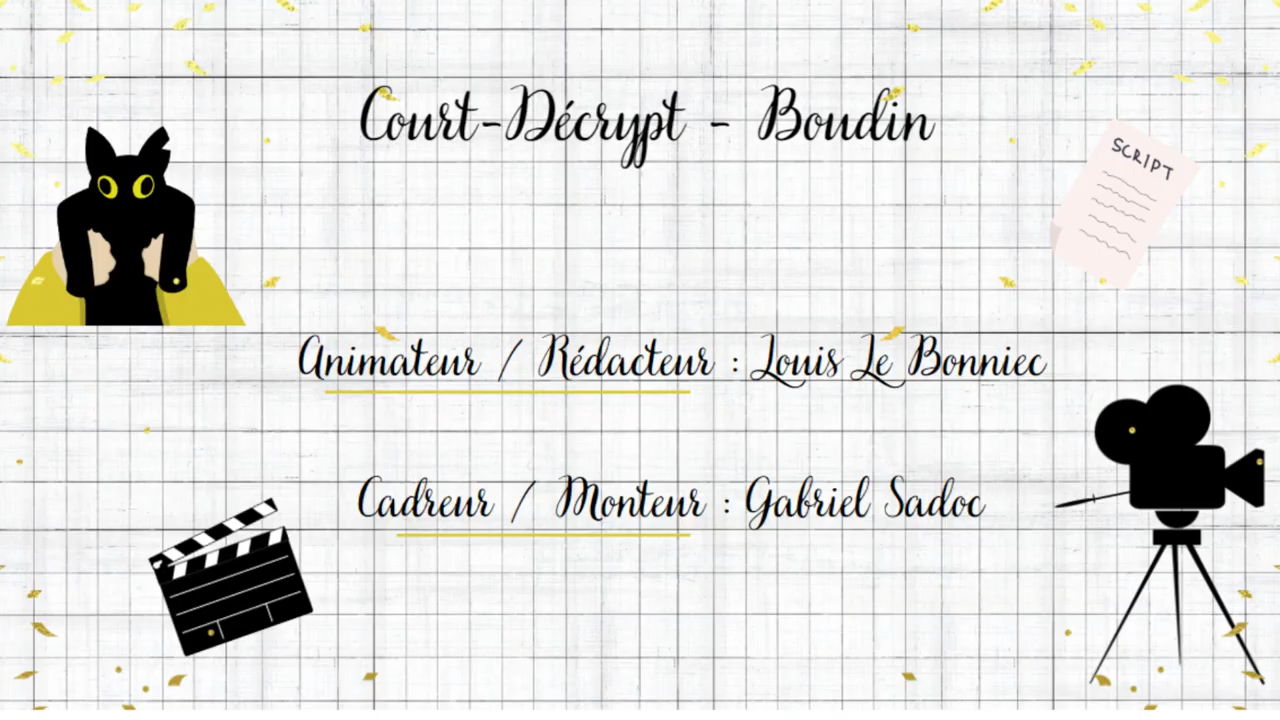 Court-Décrypt - Boudin
SCRIPT
Animateur / Rédacteur : Louis Le Bonniec
Cadreur / Monteur : Gabriel Sadoc